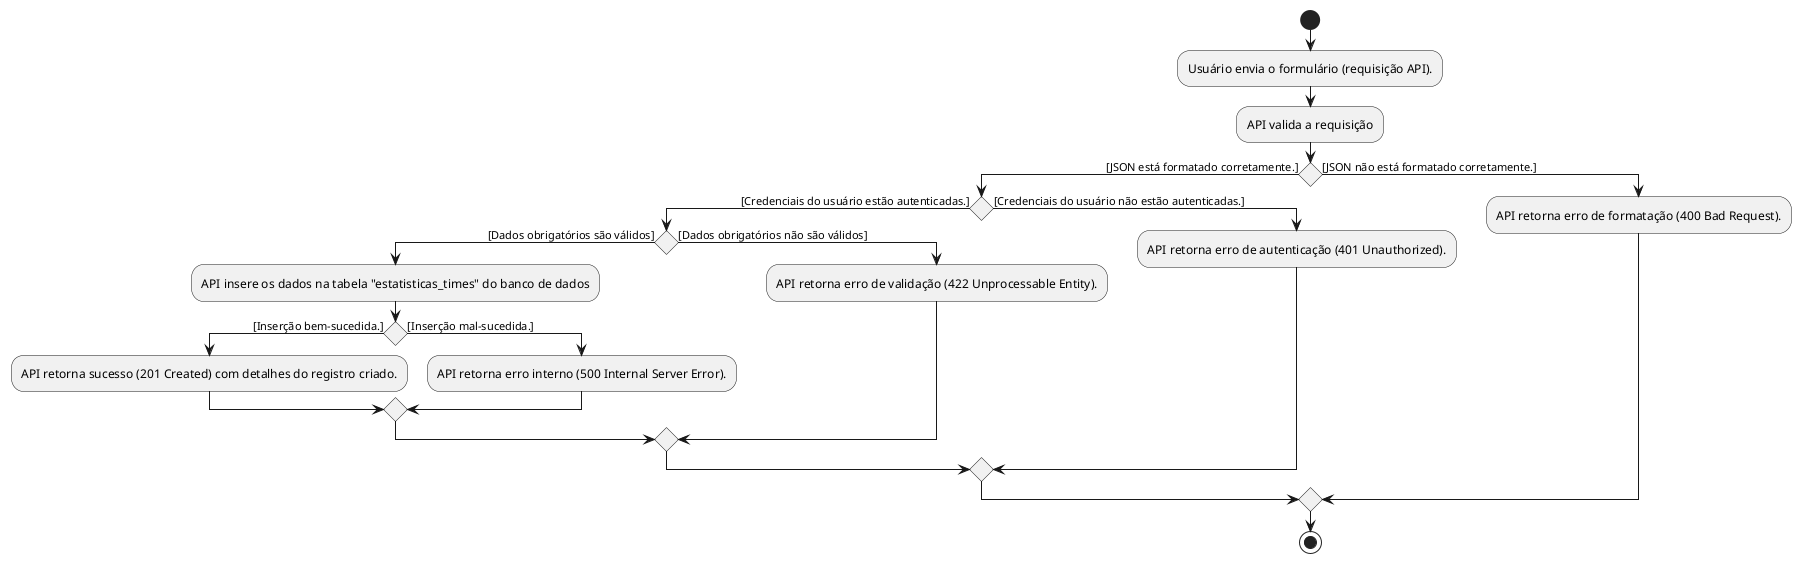 Usuário envia o formulário (requisição API).
API valida a requisição
[JSON está formatado corretamente.]
[JSON não está formatado corretamente.]
[Credenciais do usuário estão autenticadas.]
[Credenciais do usuário não estão autenticadas.]
API retorna erro de formatação (400 Bad Request).
[Dados obrigatórios são válidos]
[Dados obrigatórios não são válidos]
API retorna erro de autenticação (401 Unauthorized).
API insere os dados na tabela "estatisticas_times" do banco de dados
API retorna erro de validação (422 Unprocessable Entity).
[Inserção bem-sucedida.]
[Inserção mal-sucedida.]
API retorna sucesso (201 Created) com detalhes do registro criado.
API retorna erro interno (500 Internal Server Error).